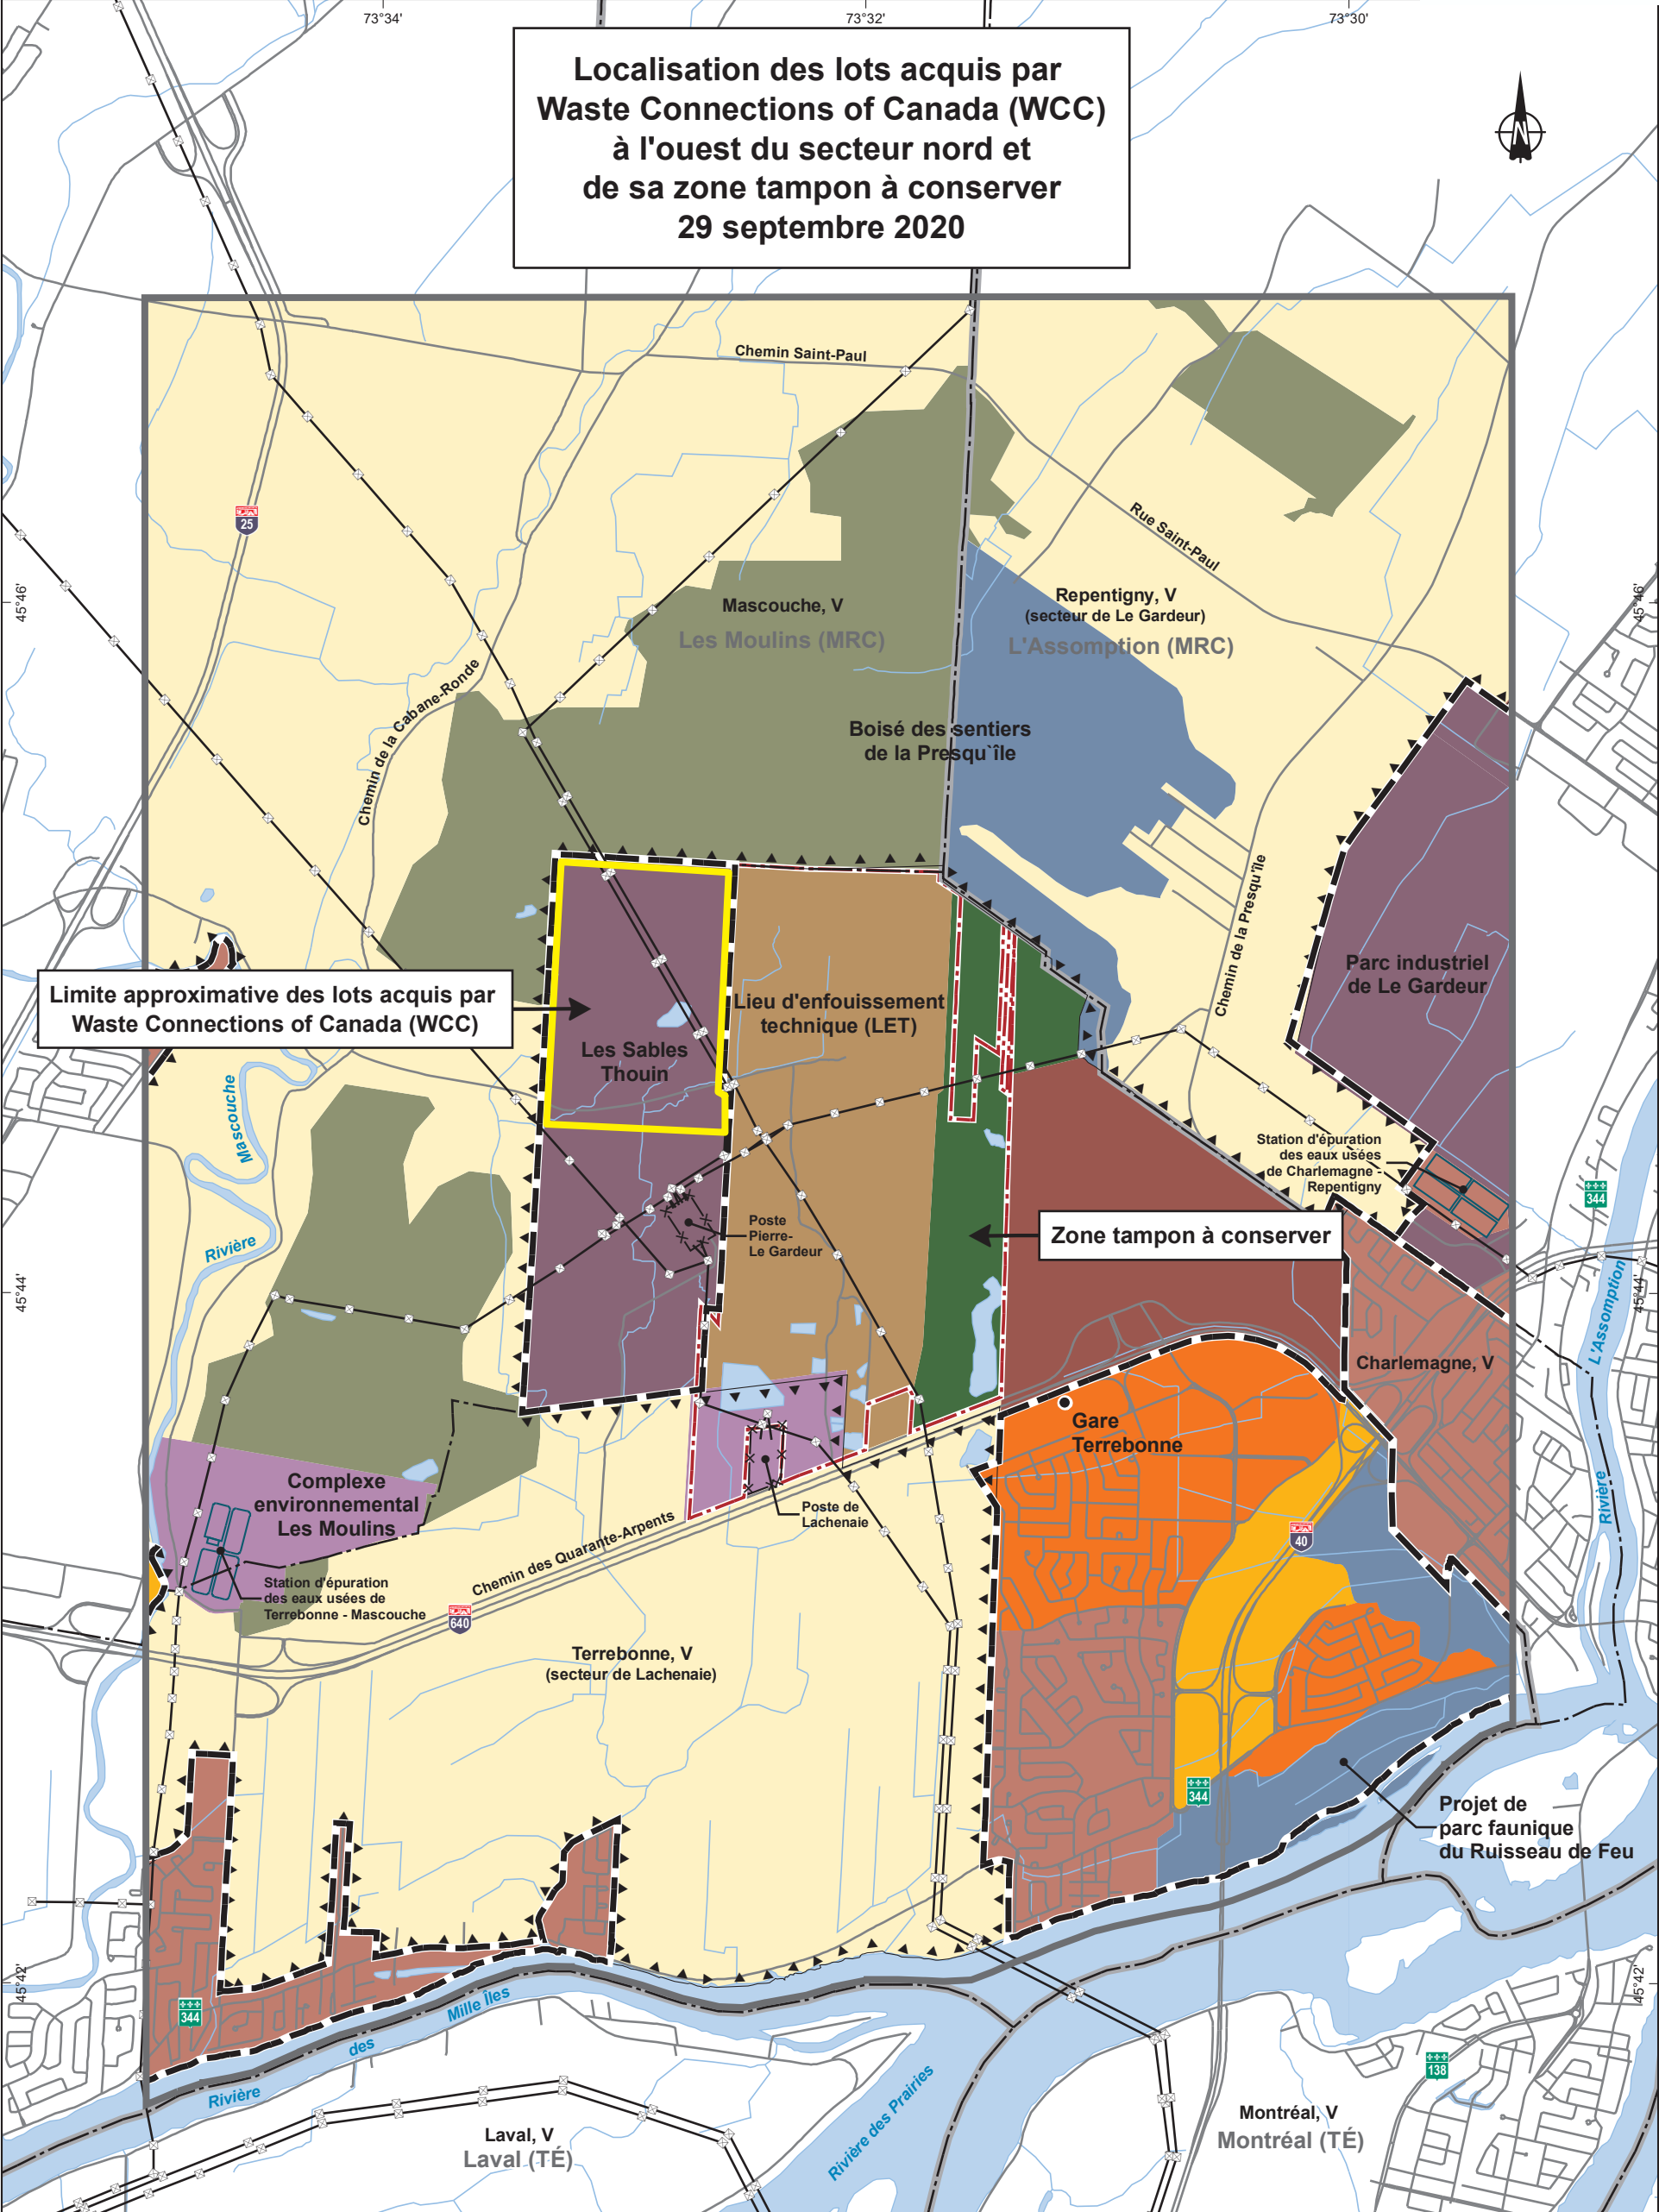 73°34'
73°32'
73°30'
Localisation des lots acquis par
Waste Connections of Canada (WCC)
à l'ouest du secteur nord et
de sa zone tampon à conserver
29 septembre 2020
N
Chemin Saint-Paul
25
Rue Saint-Paul
45°46'
45°46'
Mascouche, V
Les Moulins (MRC)
Repentigny, V
(secteur de Le Gardeur)
L'Assomption (MRC)
Chemin de la Cabane-Ronde
Boisé des sentiers
de la Presqu`île
Chemin de la Presqu'île
Parc industriel
de Le Gardeur
Limite approximative des lots acquis par
Waste Connections of Canada (WCC)
Lieu d'enfouissement
technique (LET)
Les Sables
Thouin
Mascouche
Rivière
Station d'épuration
des eaux usées
de Charlemagne -
Repentigny
344
Poste
Pierre-
Le Gardeur
Zone tampon à conserver
45°44'
45°44'
L'Assomption
Rivière
Charlemagne, V
Gare
Terrebonne
Complexe
environnemental
Les Moulins
Poste de
Lachenaie
40
Chemin des Quarante-Arpents
Station d'épuration
des eaux usées de
Terrebonne - Mascouche
640
Terrebonne, V
(secteur de Lachenaie)
344
Projet de
parc faunique
du Ruisseau de Feu
45°42'
45°42'
344
Rivière
des
Mille Îles
Rivière des Prairies
138
Laval, V
Laval (TÉ)
Montréal, V
Montréal (TÉ)